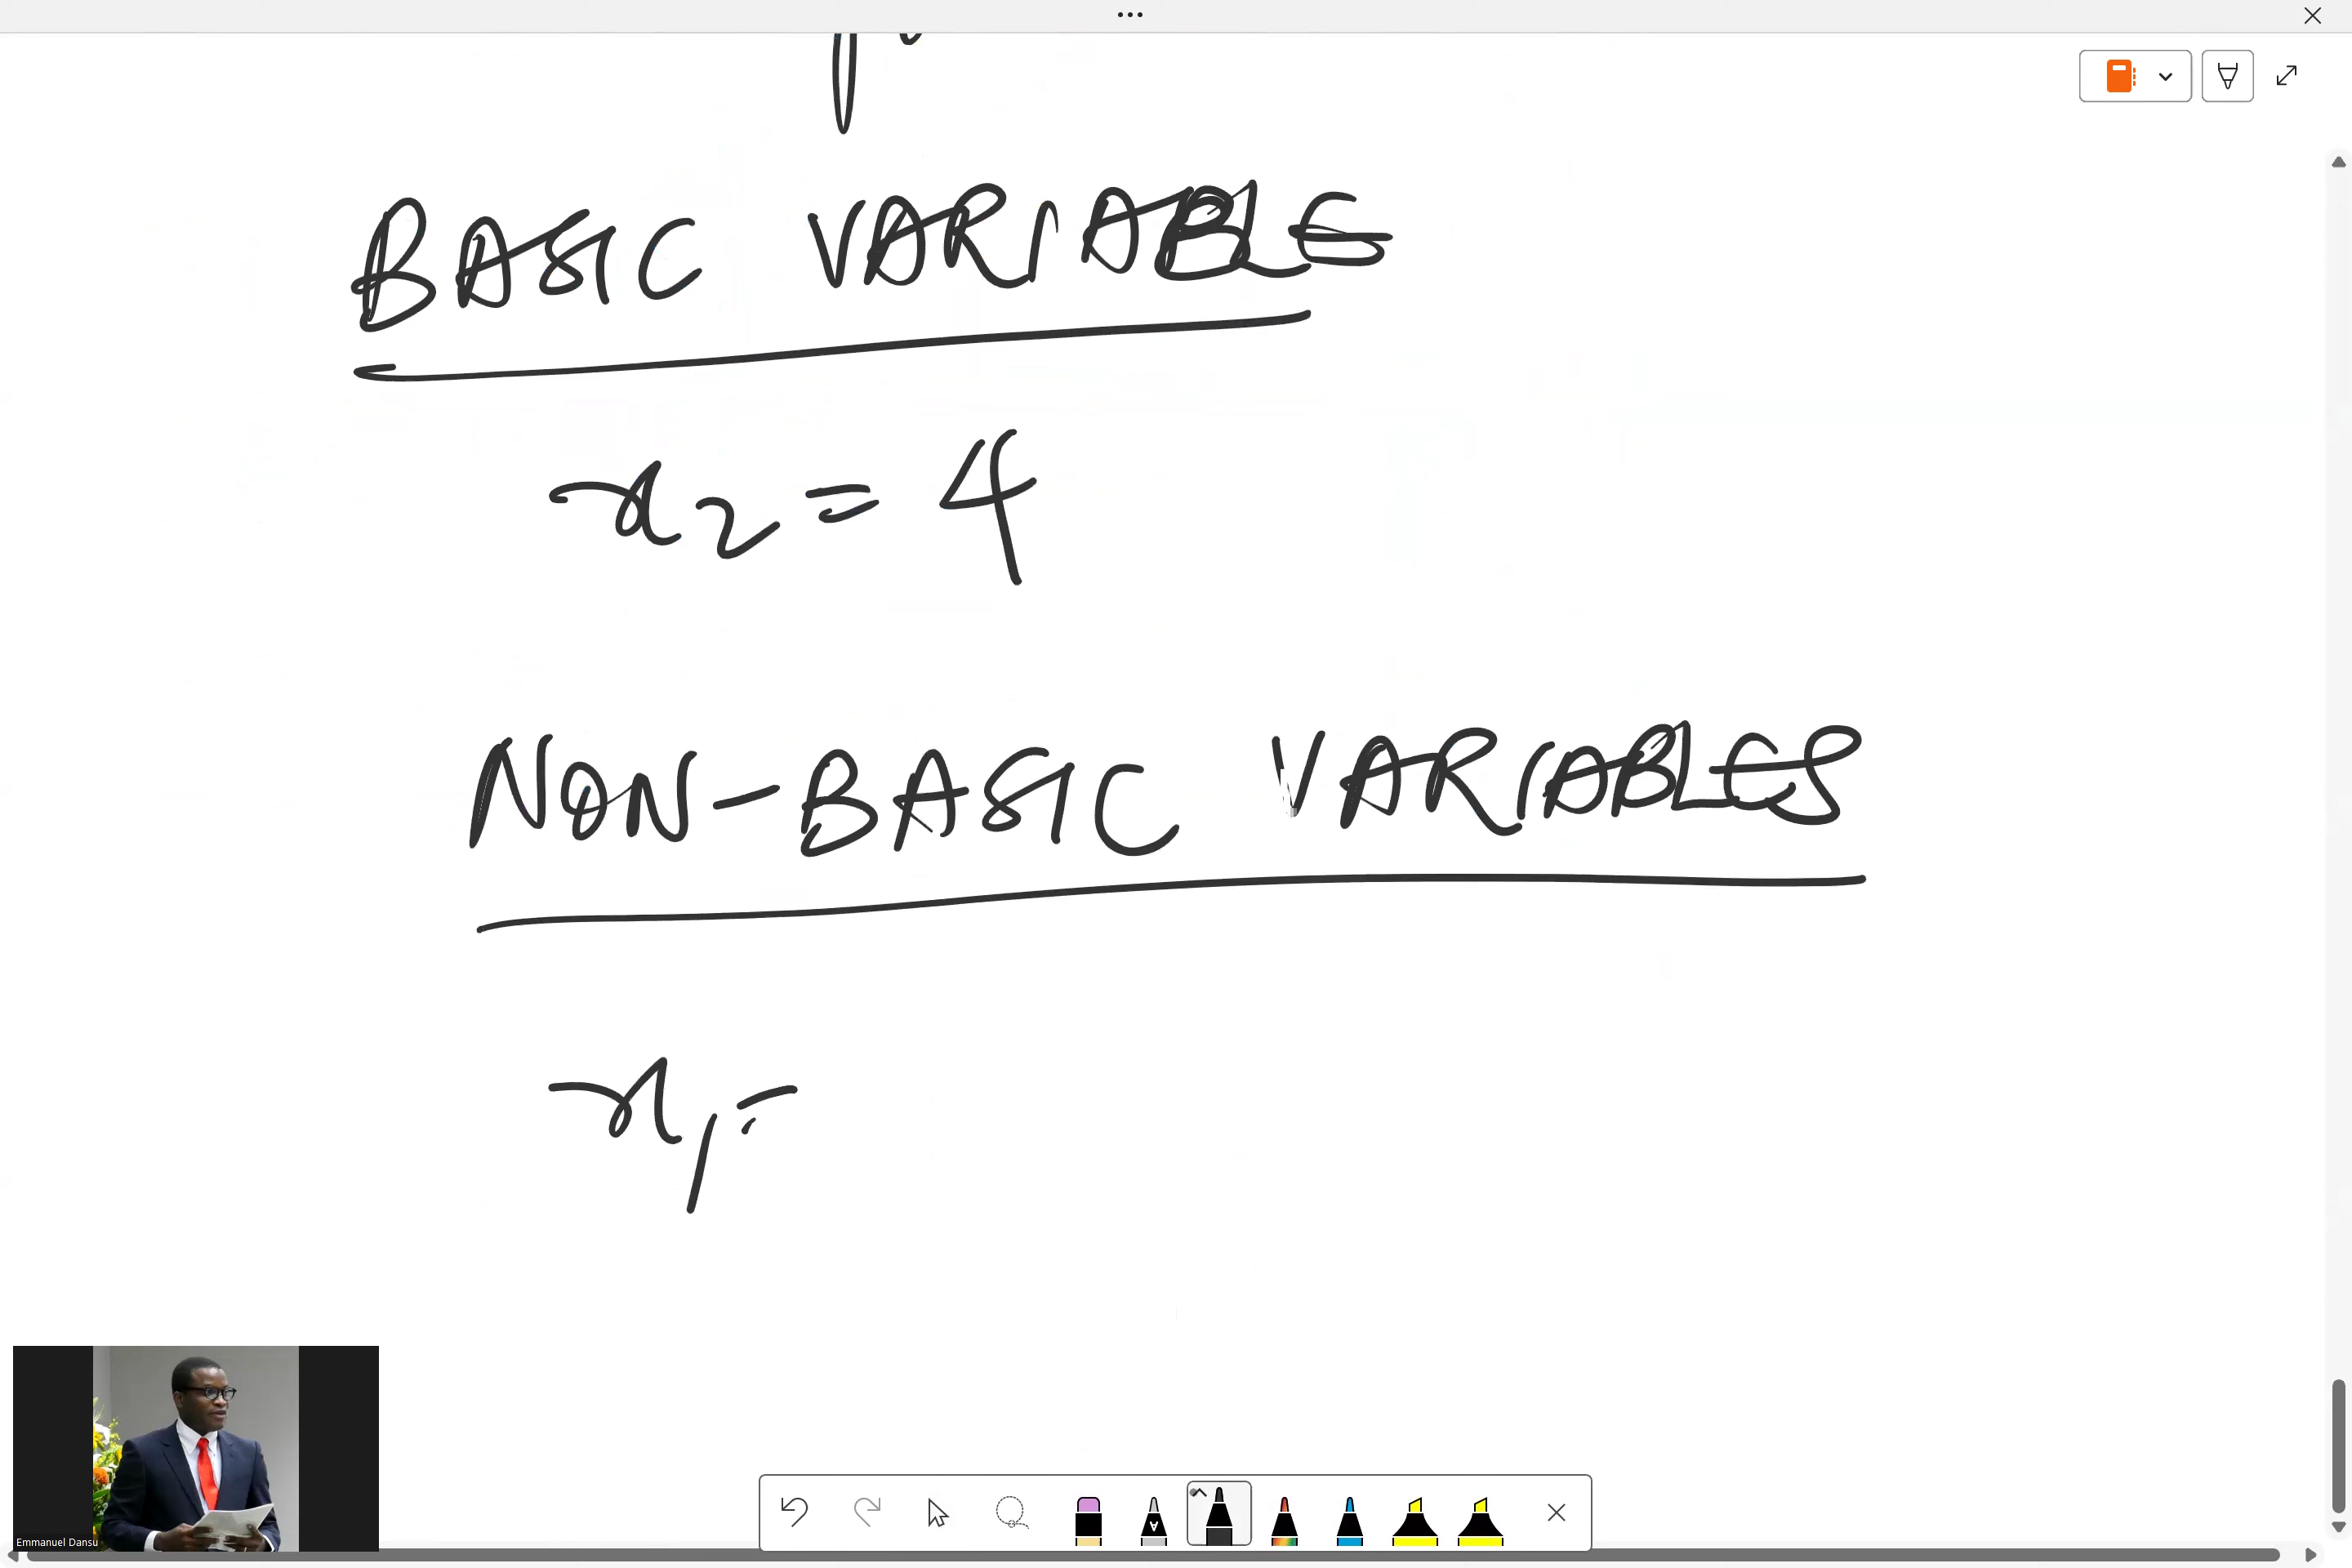 BASIC VARIABLE
x₂ = 4
NON-BASIC VARIABLES
x₁ =
Emmanuel Dansu